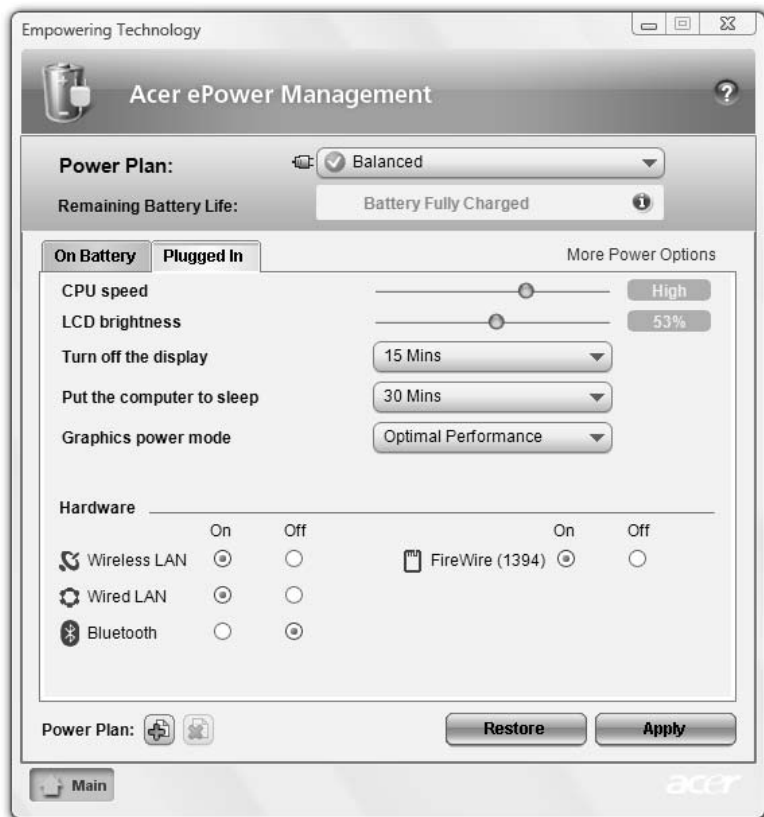 Empowering Technology
Acer ePower Management
?
Power Plan:
Balanced
Remaining Battery Life:
Battery Fully Charged
i
On Battery
Plugged In
More Power Options
CPU speed
High
LCD brightness
53%
Turn off the display
15 Mins
Put the computer to sleep
30 Mins
Graphics power mode
Optimal Performance
Hardware
On Off On Off
Wireless LAN
FireWire (1394)
Wired LAN
Bluetooth
Power Plan:
Restore
Apply
Main
acer